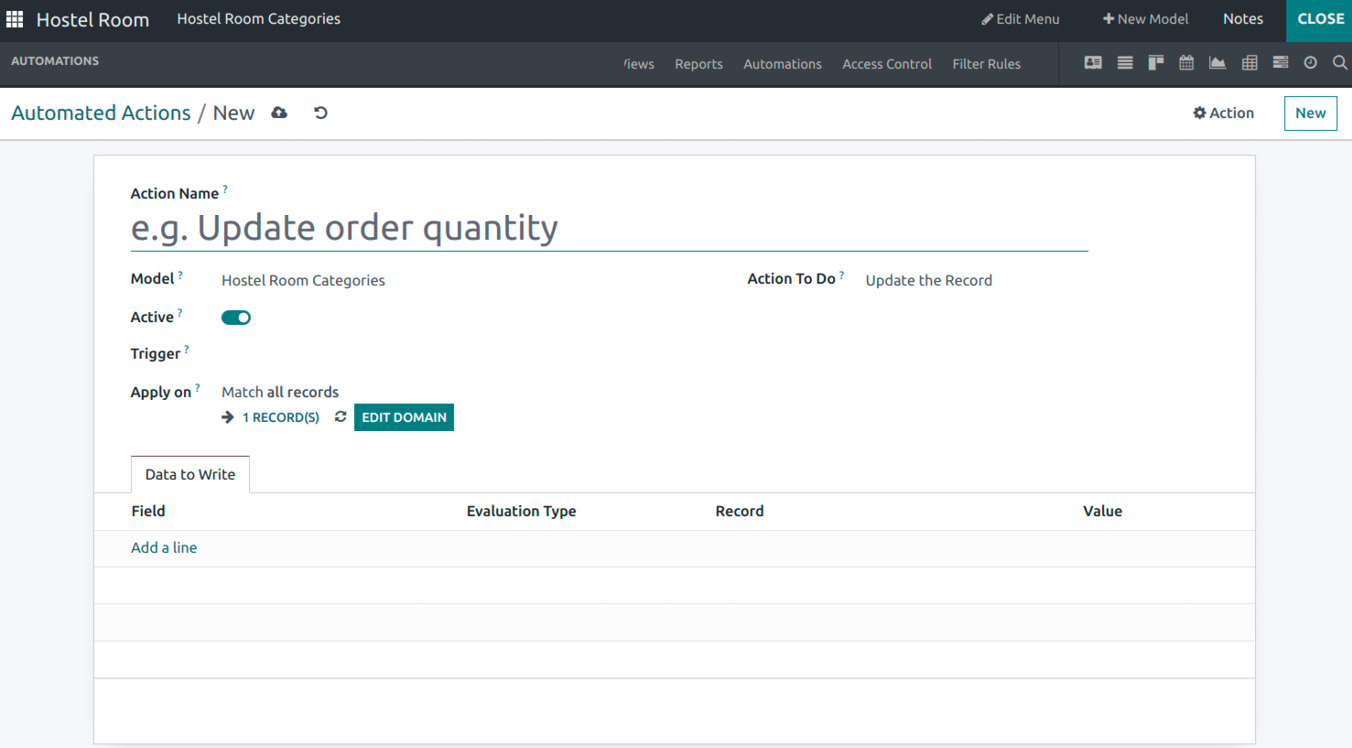 Hostel Room Hostel Room Categories Edit Menu New Model Notes CLOSE
AUTOMATIONS Reports Automations Access Control Filter Rules
Automated Actions / New Action New
Action Name ?
e.g. Update order quantity
Model ? Hostel Room Categories Action To Do ? Update the Record
Active ?
Trigger ?
Apply on ? Match all records
1 RECORD(S) EDIT DOMAIN
Data to Write
Field Evaluation Type Record Value
Add a line